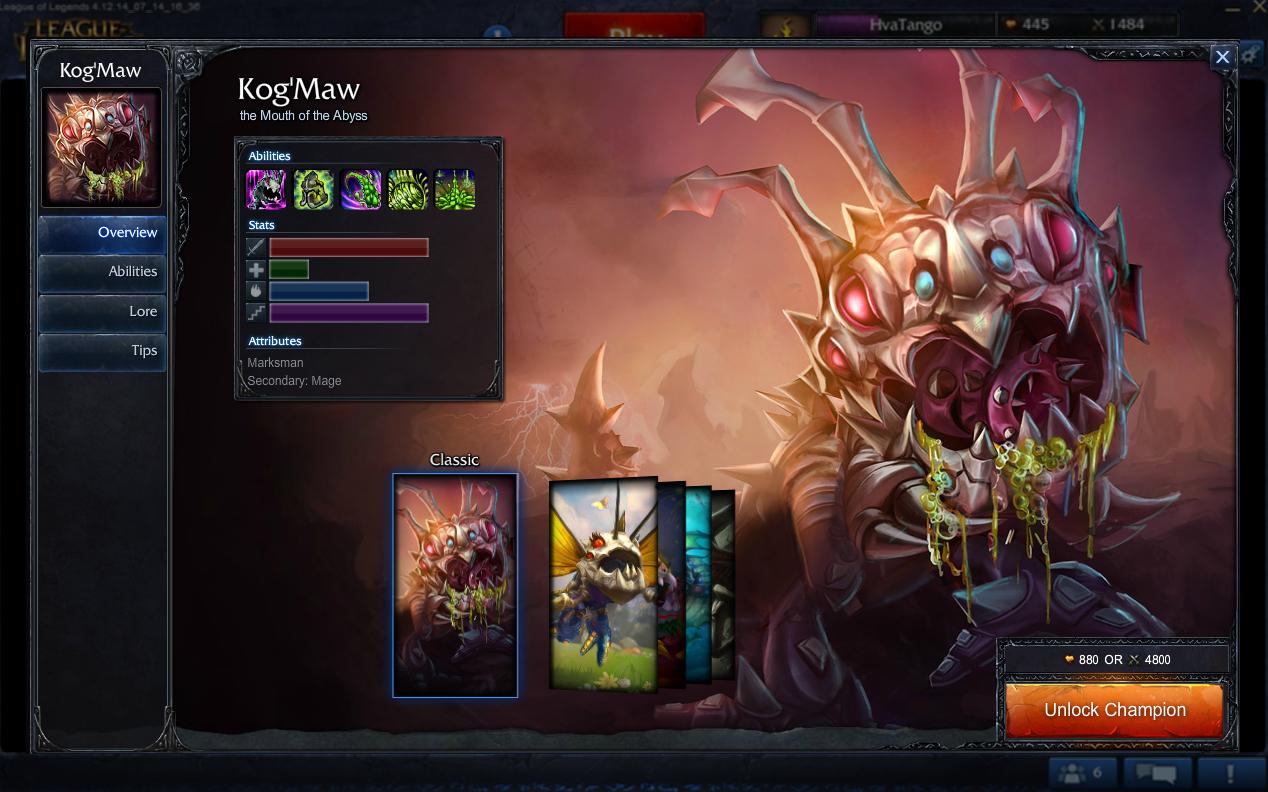 League of Legends 4.12.14_07_14_16_36
LEAGUE
Play
HvaTango
445
1484
Kog'Maw
Overview
Abilities
Lore
Tips
Kog'Maw
the Mouth of the Abyss
Abilities
Stats
Attributes
Marksman
Secondary: Mage
Classic
880 OR 4800
Unlock Champion
6